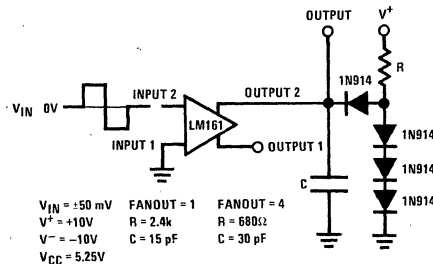 OUTPUT V+
R
1N914
INPUT 2 OUTPUT 2
VIN 0V
LM161
1N914
INPUT 1 OUTPUT 1
1N914
C
1N914
VIN = ±50 mV FANOUT = 1 FANOUT = 4
V+ = +10V R = 2.4k R = 680Ω
V− = −10V C = 15 pF C = 30 pF
VCC = 5.25V